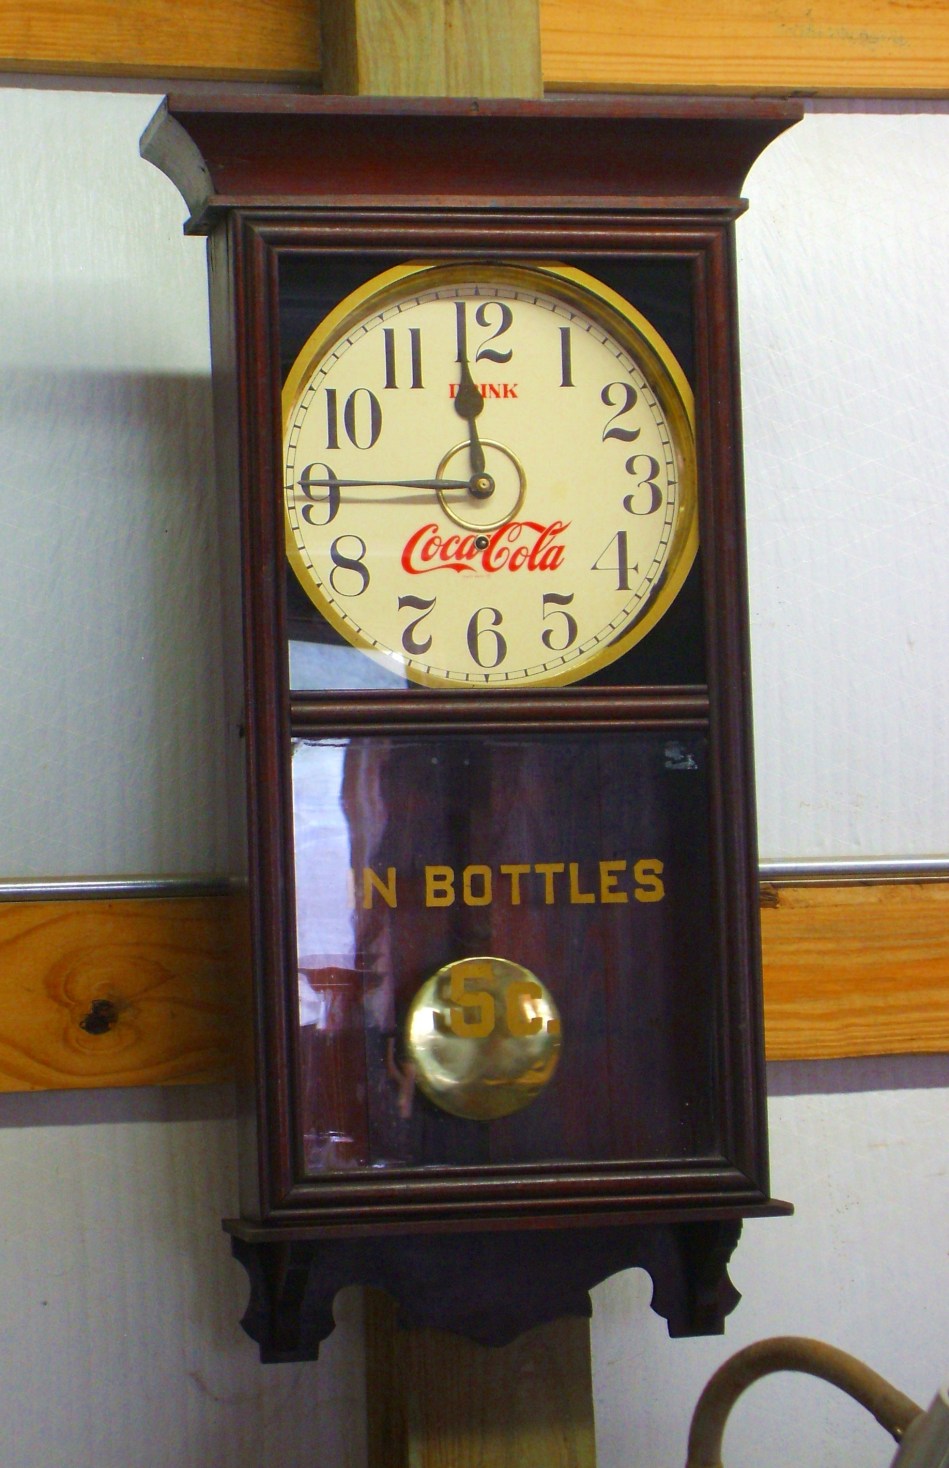 12
11 1
DRINK
10 2
9 3
Coca-Cola
8 4
7 5
6
IN BOTTLES
5c.